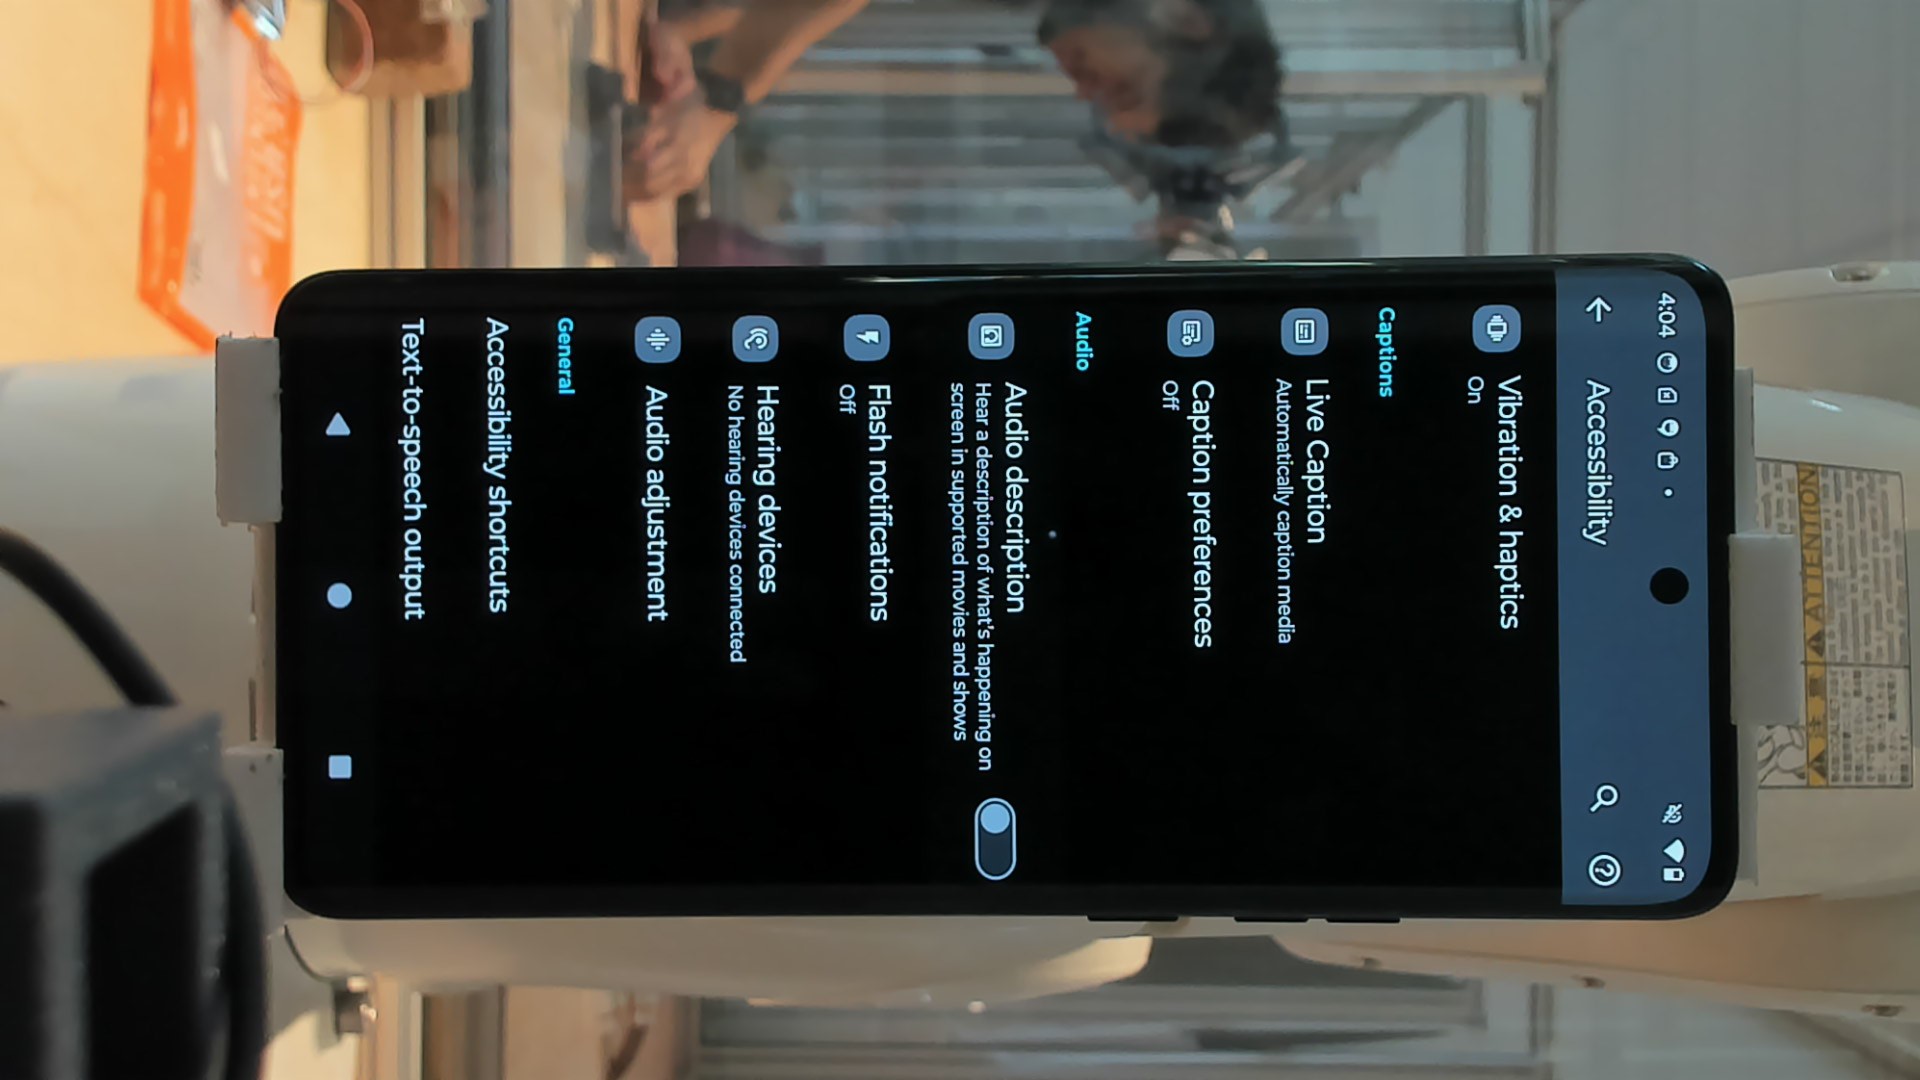 4:04
Accessibility
Vibration & haptics
On
Captions
Live Caption
Automatically caption media
Caption preferences
Off
Audio
Audio description
Hear a description of what's happening on
screen in supported movies and shows
Flash notifications
Off
Hearing devices
No hearing devices connected
Audio adjustment
General
Accessibility shortcuts
Text-to-speech output
ATTENTION